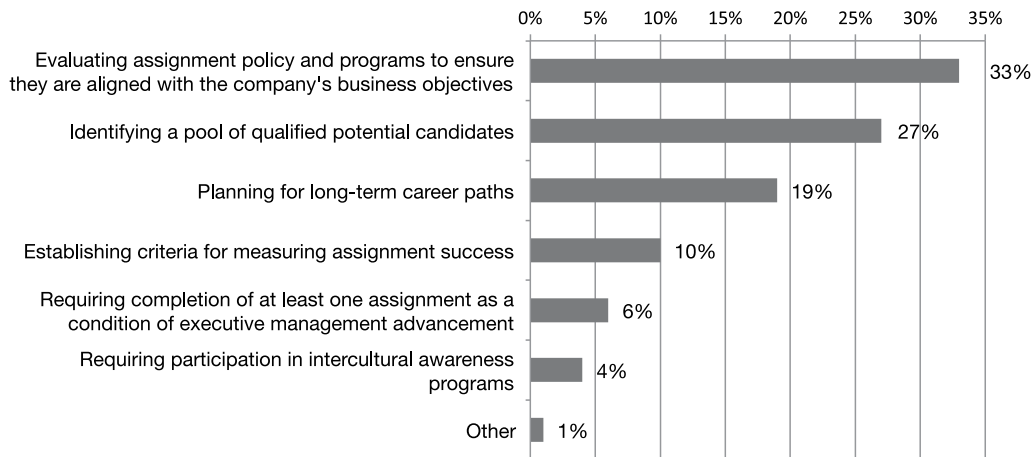 0% 5% 10% 15% 20% 25% 30% 35%
Evaluating assignment policy and programs to ensure
they are aligned with the company's business objectives
33%
Identifying a pool of qualified potential candidates
27%
Planning for long-term career paths
19%
Establishing criteria for measuring assignment success
10%
Requiring completion of at least one assignment as a
condition of executive management advancement
6%
Requiring participation in intercultural awareness
programs
4%
Other
1%